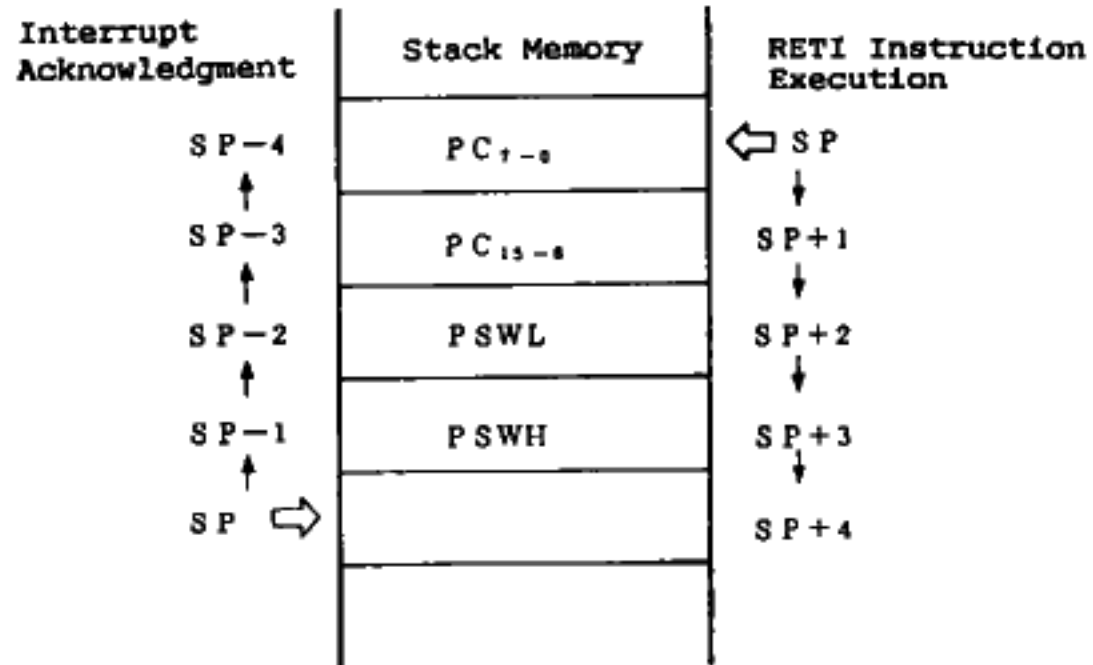 Interrupt
Acknowledgment
Stack Memory
RETI Instruction
Execution
SP-4
PC₇₋₀
SP
SP-3
PC₁₅₋₈
SP+1
SP-2
PSWL
SP+2
SP-1
PSWH
SP+3
SP
SP+4